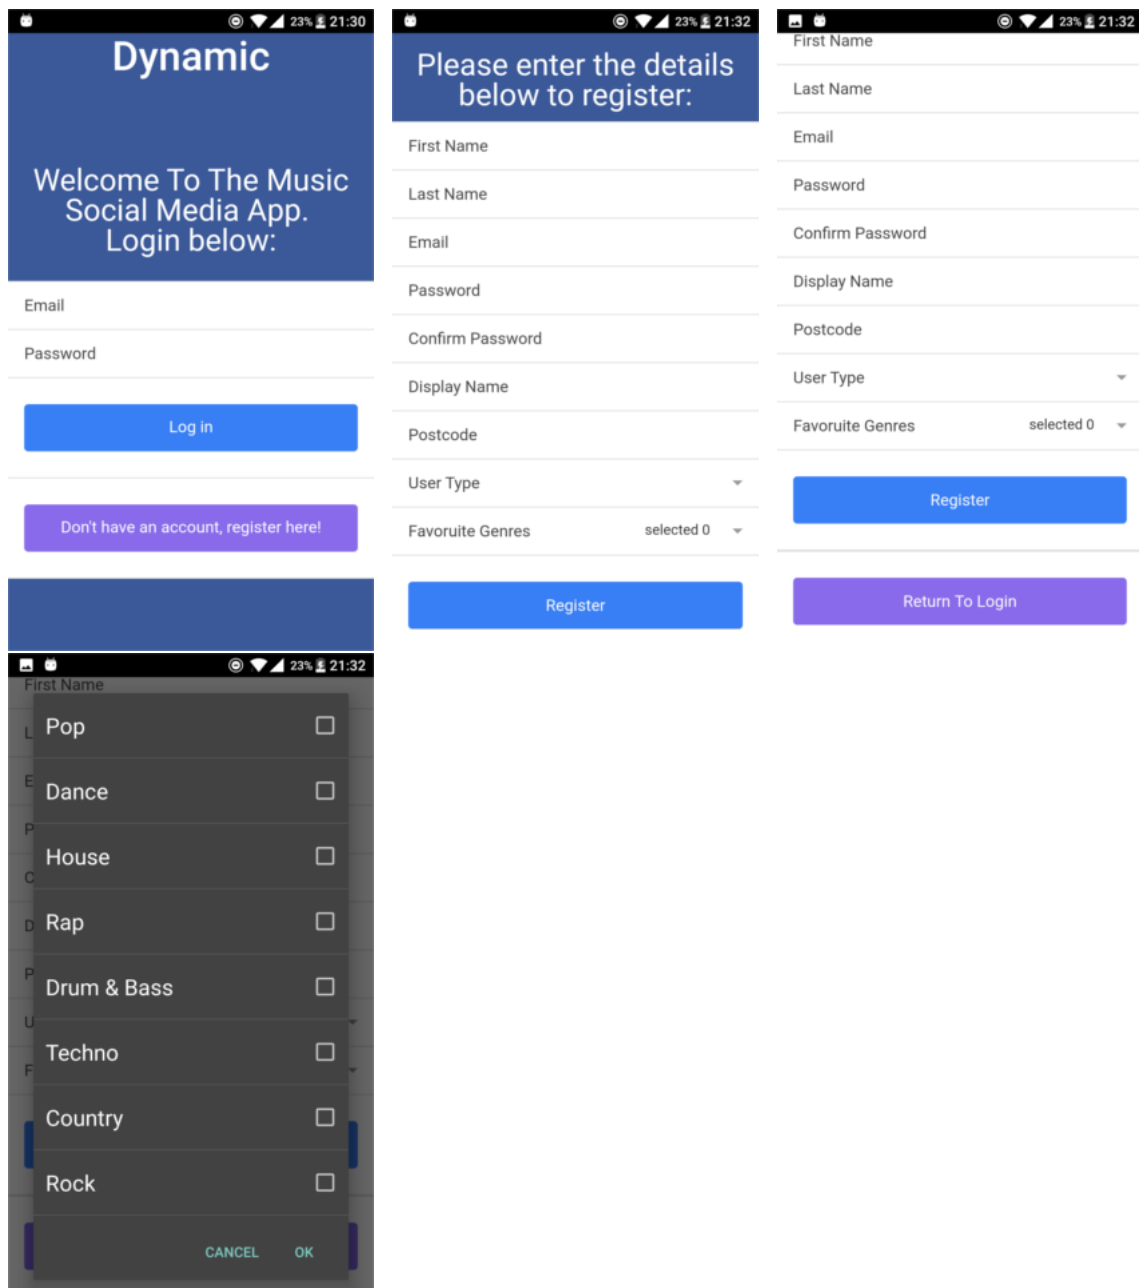 23% 21:30
Dynamic
Welcome To The Music
Social Media App.
Login below:
Email
Password
Log in
Don't have an account, register here!
23% 21:32
Please enter the details
below to register:
First Name
Last Name
Email
Password
Confirm Password
Display Name
Postcode
User Type
Favoruite Genres selected 0
Register
23% 21:32
First Name
Last Name
Email
Password
Confirm Password
Display Name
Postcode
User Type
Favoruite Genres selected 0
Register
Return To Login
23% 21:32
First Name
L
Pop
E
Dance
P
House
C
Rap
D
P
Drum & Bass
U
Techno
F
Country
Rock
CANCEL OK